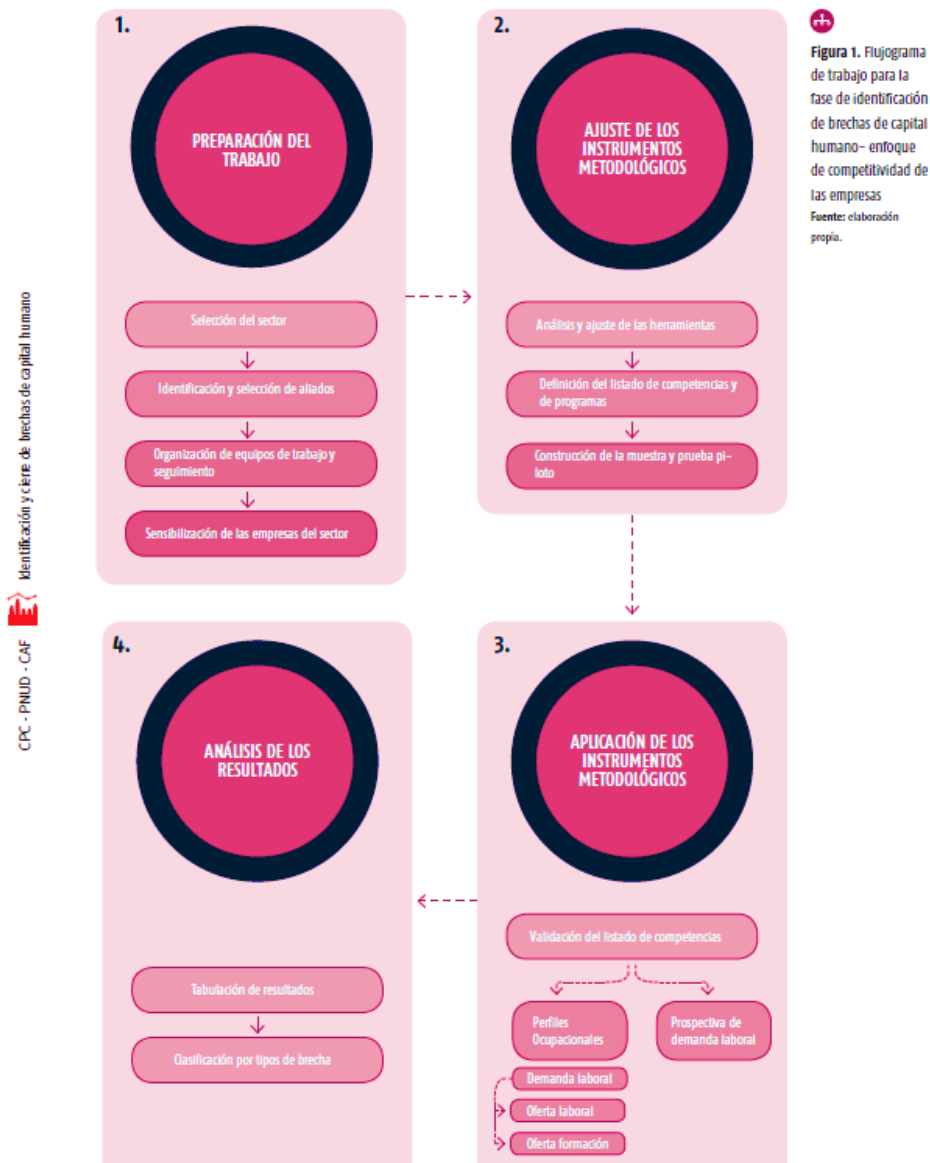 1.
PREPARACIÓN DEL
TRABAJO
Selección del sector
Identificación y selección de aliados
Organización de equipos de trabajo y
seguimiento
Sensibilización de las empresas del sector
2.
AJUSTE DE LOS
INSTRUMENTOS
METODOLÓGICOS
Análisis y ajuste de las herramientas
Definición del listado de competencias y
de programas
Construcción de la muestra y prueba pi-
loto
Figura 1. Flujograma
de trabajo para la
fase de identificación
de brechas de capital
humano– enfoque
de competitividad de
las empresas
Fuente: elaboración
propia.
3.
APLICACIÓN DE LOS
INSTRUMENTOS
METODOLÓGICOS
Validación del listado de competencias
Perfiles
Ocupacionales
Prospectiva de
demanda laboral
Demanda laboral
Oferta laboral
Oferta formación
4.
ANÁLISIS DE LOS
RESULTADOS
Tabulación de resultados
Clasificación por tipos de brecha
CPC - PNUD - CAF Identificación y cierre de brechas de capital humano